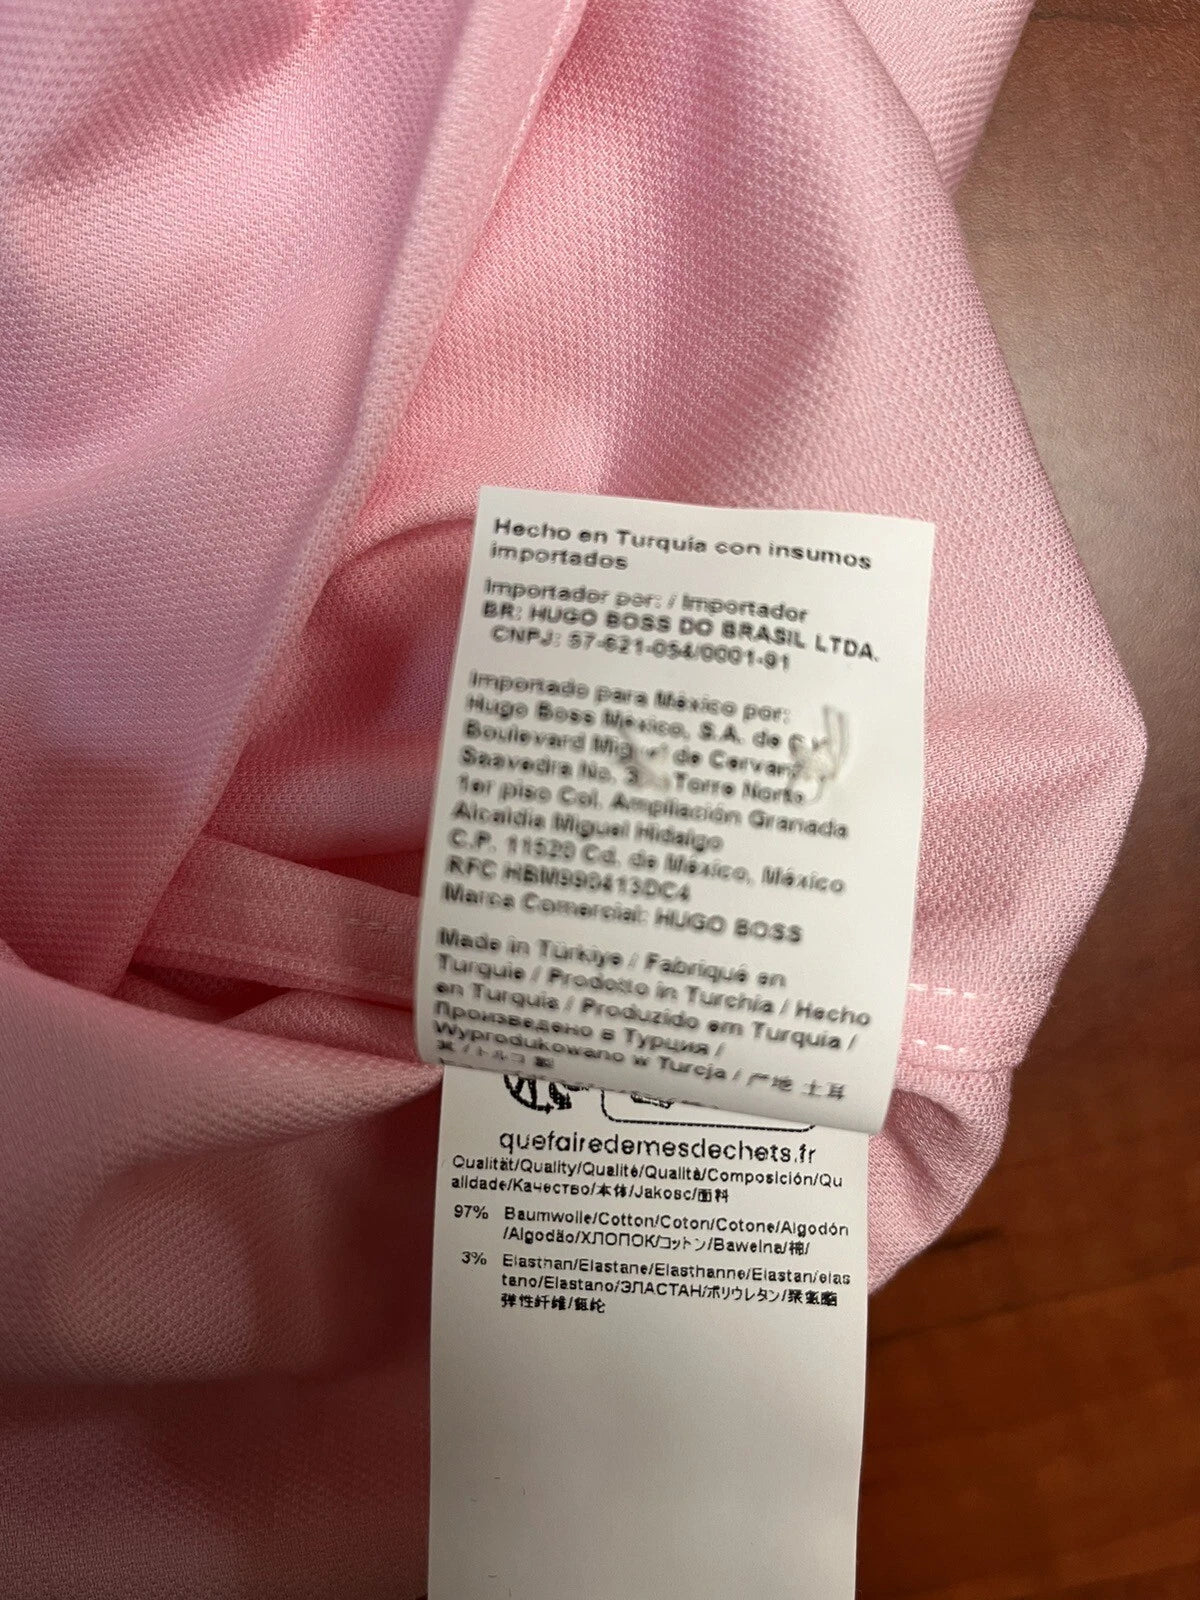 Hecho en Turquía con insumos
importados
Importador por: / Importador
BR: HUGO BOSS DO BRASIL LTDA.
CNPJ: 57-621-054/0001-91
Importado para México por:
Hugo Boss México, S.A. de
Boulevard de
Saavedra No. Torre Norte
1er piso Col. Ampliación Granada
Alcaldia Miguel Hidalgo
C.P. 11520 Cd. de México, México
RFC HBM990413DC4
Marca Comercial: HUGO BOSS
Made in Türkiye / Fabriqué en
Turquie / Prodotto in Turchia / Hecho
en Turquía / Produzido em Turquia /
Произведено в Турция /
Wyprodukowano w Turcja / 产地 土耳
quefairedemesdechets.fr
Qualität/Quality/Qualité/Qualità/Composición/Qu
alidade/Качество/本体/Jakosc/面料
97% Baumwolle/Cotton/Coton/Cotone/Algodón
/Algodão/ХЛОПОК/コットン/Bawelna/棉/
3% Elasthan/Elastane/Elasthanne/Elastan/elas
tano/Elastano/ЭЛАСТАН/ポリウレタン/聚氨酯
弹性纤维/氨纶